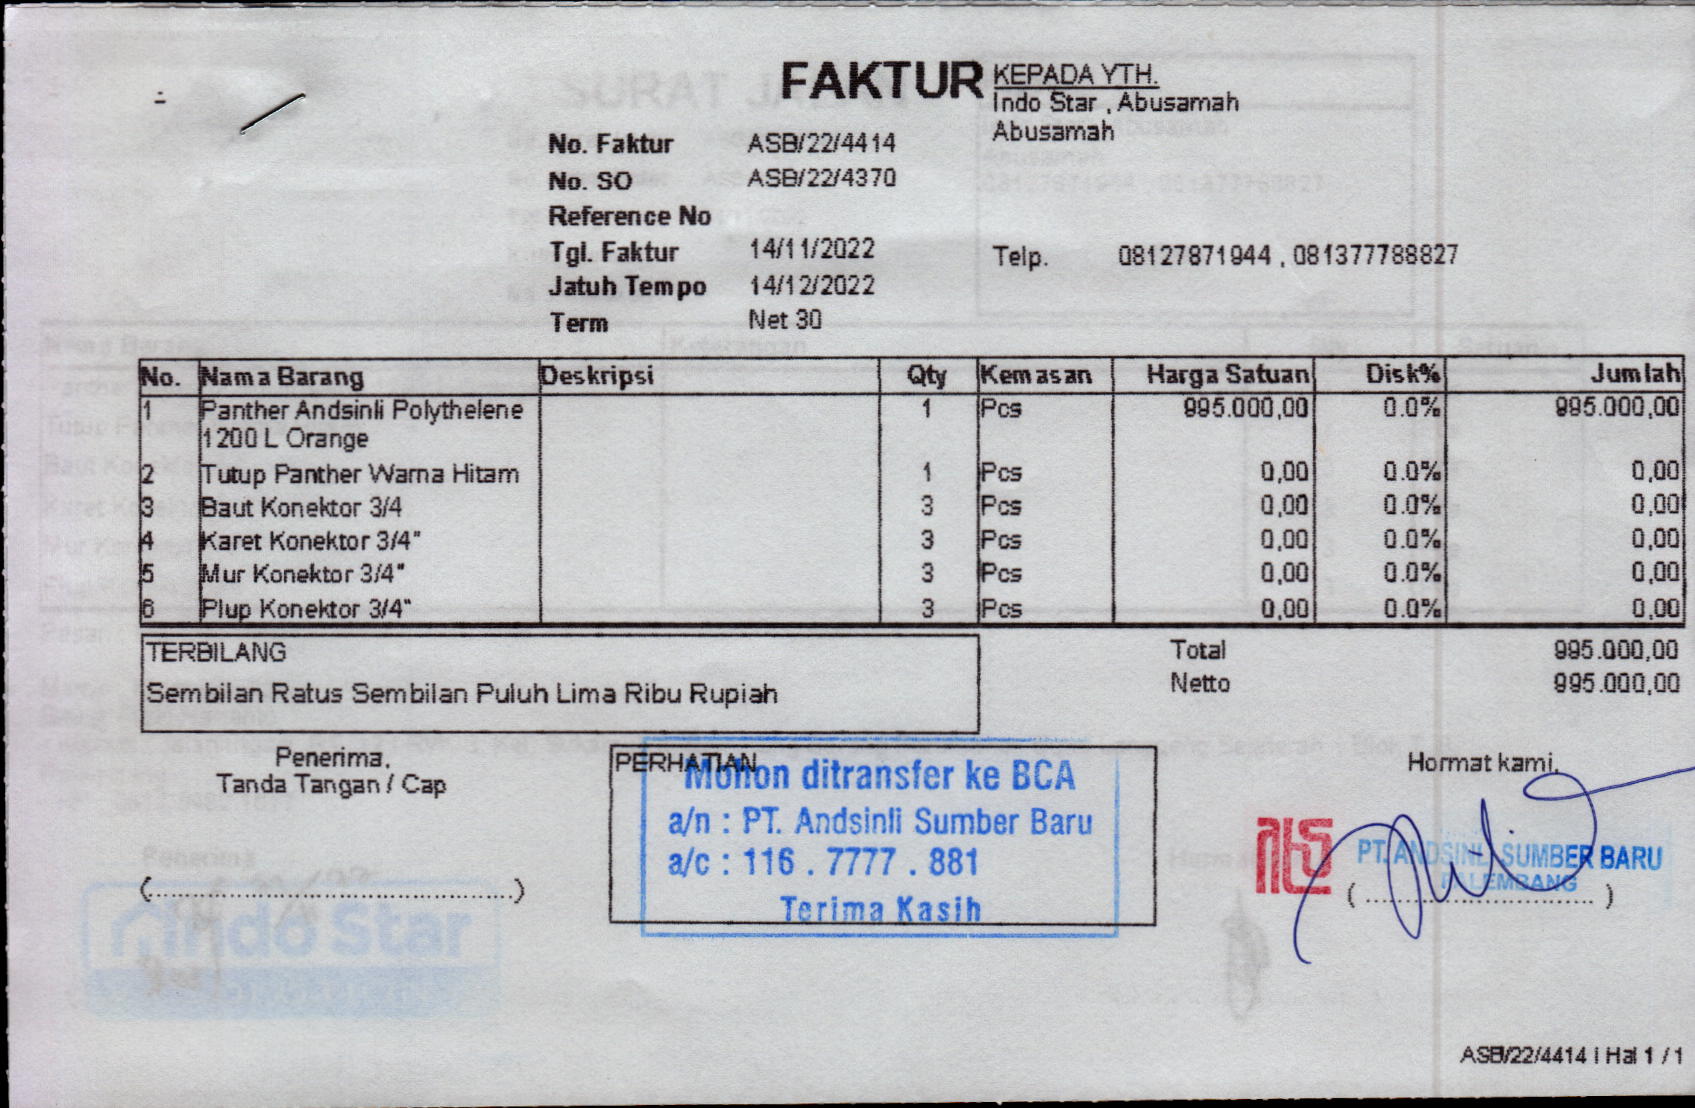 FAKTUR
KEPADA YTH.
Indo Star , Abusamah
Abusamah
No. Faktur ASB/22/4414
No. SO ASB/22/4370
Reference No
Tgl. Faktur 14/11/2022
Telp. 08127871944 , 081377788827
Jatuh Tempo 14/12/2022
Term Net 30
No. Nama Barang Deskripsi Qty Kemasan Harga Satuan Disk% Jumlah
1 Panther Andsinli Polythelene 1 Pcs 995.000,00 0.0% 995.000,00
1200 L Orange
2 Tutup Panther Warna Hitam 1 Pcs 0,00 0.0% 0,00
3 Baut Konektor 3/4 3 Pcs 0,00 0.0% 0,00
4 Karet Konektor 3/4" 3 Pcs 0,00 0.0% 0,00
5 Mur Konektor 3/4" 3 Pcs 0,00 0.0% 0,00
6 Plup Konektor 3/4" 3 Pcs 0,00 0.0% 0,00
TERBILANG
Sembilan Ratus Sembilan Puluh Lima Ribu Rupiah
Total 995.000,00
Netto 995.000,00
Penerima,
Tanda Tangan / Cap
(..........................................)
PERHATIAN
Mohon ditransfer ke BCA
a/n : PT. Andsinli Sumber Baru
a/c : 116 . 7777 . 881
Terima Kasih
Hormat kami,
PT. ANDSINLI SUMBER BARU
PALEMBANG
( .............................. )
Indo Star
ASB/22/4414 | Hal 1 / 1